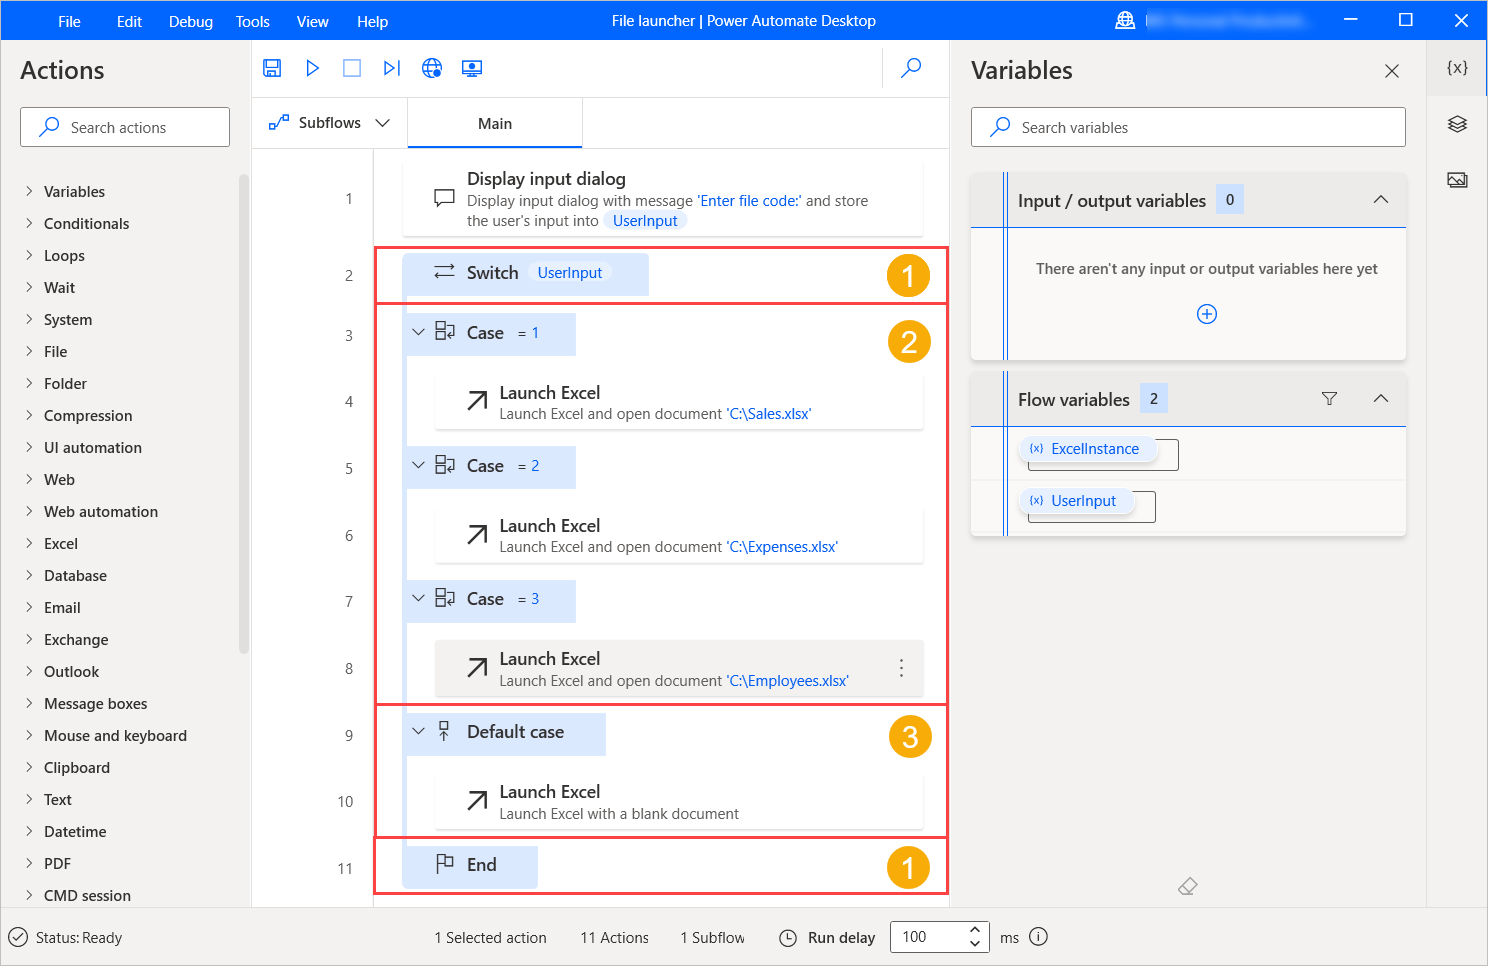 File Edit Debug Tools View Help File launcher | Power Automate Desktop
Actions
Search actions
Variables
Conditionals
Loops
Wait
System
File
Folder
Compression
UI automation
Web
Web automation
Excel
Database
Email
Exchange
Outlook
Message boxes
Mouse and keyboard
Clipboard
Text
Datetime
PDF
CMD session
Subflows Main
1 Display input dialog
Display input dialog with message 'Enter file code:' and store
the user's input into UserInput
2 Switch UserInput 1
3 Case = 1 2
4 Launch Excel
Launch Excel and open document 'C:\Sales.xlsx'
5 Case = 2
6 Launch Excel
Launch Excel and open document 'C:\Expenses.xlsx'
7 Case = 3
8 Launch Excel
Launch Excel and open document 'C:\Employees.xlsx'
9 Default case 3
10 Launch Excel
Launch Excel with a blank document
11 End 1
Variables {x}
Search variables
Input / output variables 0
There aren't any input or output variables here yet
Flow variables 2
{x} ExcelInstance
{x} UserInput
Status: Ready 1 Selected action 11 Actions 1 Subflow Run delay 100 ms